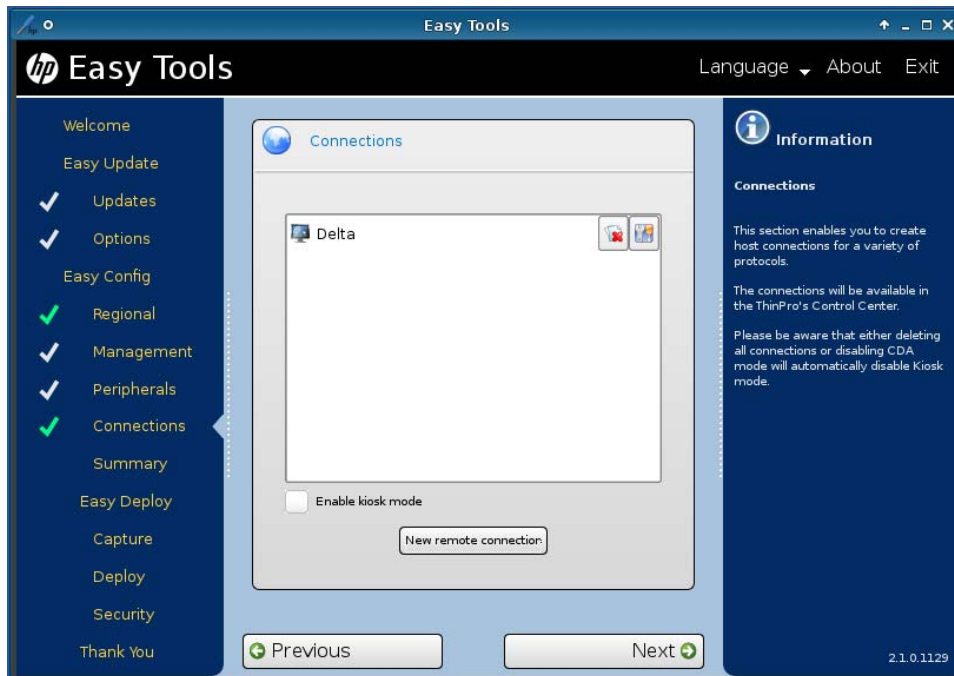 Easy Tools
hp Easy Tools
Language About Exit
Welcome
Easy Update
Updates
Options
Easy Config
Regional
Management
Peripherals
Connections
Summary
Easy Deploy
Capture
Deploy
Security
Thank You
Connections
Delta
Enable kiosk mode
New remote connection
Previous
Next
Information
Connections
This section enables you to create
host connections for a variety of
protocols.
The connections will be available in
the ThinPro's Control Center.
Please be aware that either deleting
all connections or disabling CDA
mode will automatically disable Kiosk
mode.
2.1.0.1129